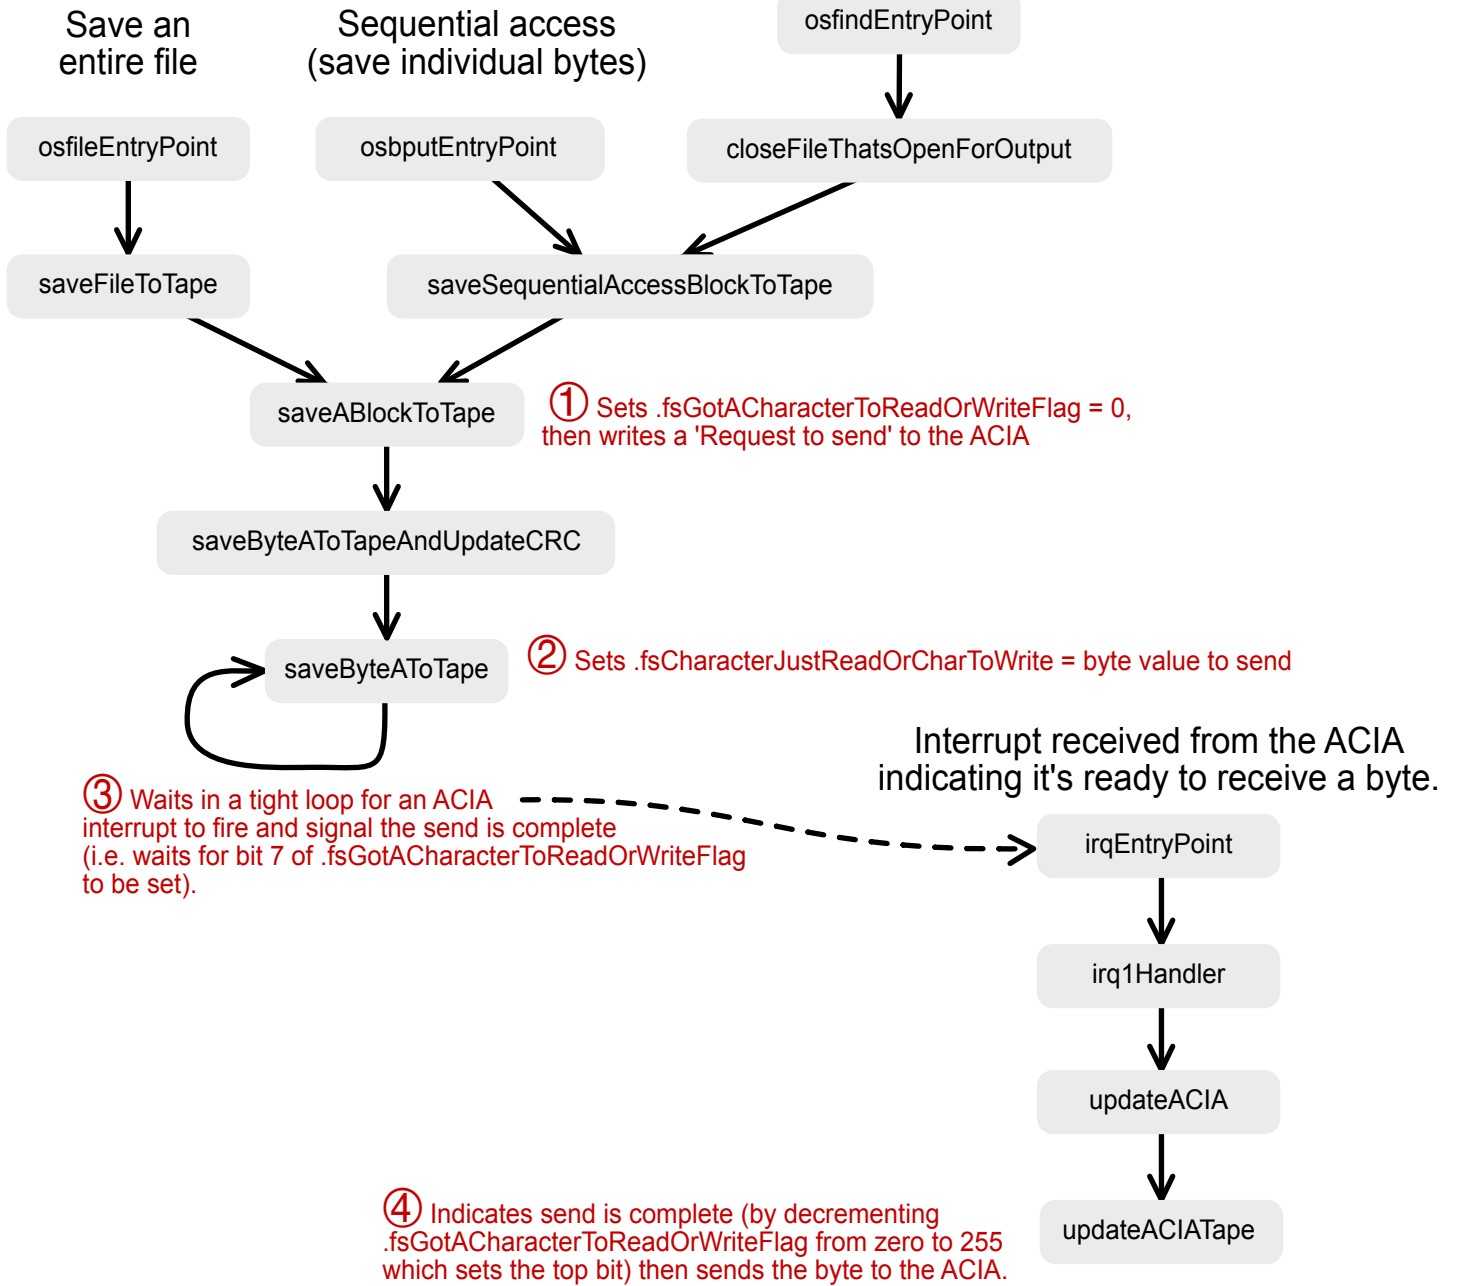 Save an
entire file
Sequential access
(save individual bytes)
osfindEntryPoint
osfileEntryPoint
osbputEntryPoint
closeFileThatsOpenForOutput
saveFileToTape
saveSequentialAccessBlockToTape
saveABlockToTape
① Sets .fsGotACharacterToReadOrWriteFlag = 0,
then writes a 'Request to send' to the ACIA
saveByteAToTapeAndUpdateCRC
saveByteAToTape
② Sets .fsCharacterJustReadOrCharToWrite = byte value to send
③ Waits in a tight loop for an ACIA
interrupt to fire and signal the send is complete
(i.e. waits for bit 7 of .fsGotACharacterToReadOrWriteFlag
to be set).
Interrupt received from the ACIA
indicating it's ready to receive a byte.
irqEntryPoint
irq1Handler
updateACIA
updateACIATape
④ Indicates send is complete (by decrementing
.fsGotACharacterToReadOrWriteFlag from zero to 255
which sets the top bit) then sends the byte to the ACIA.